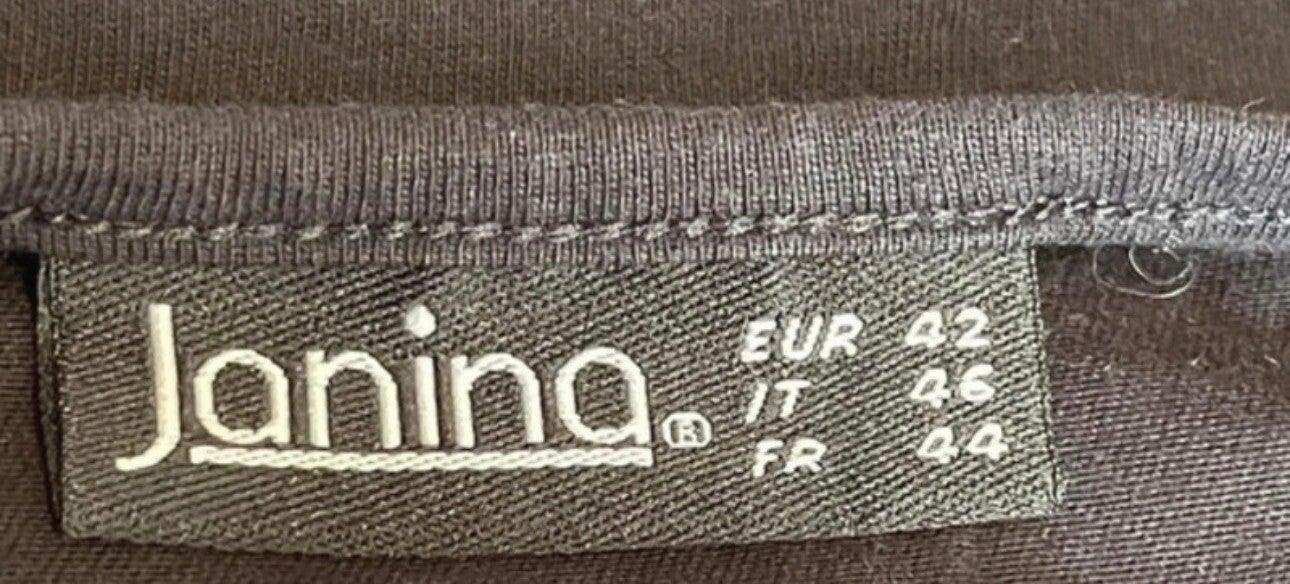 Janina®
EUR 42
IT 46
FR 44